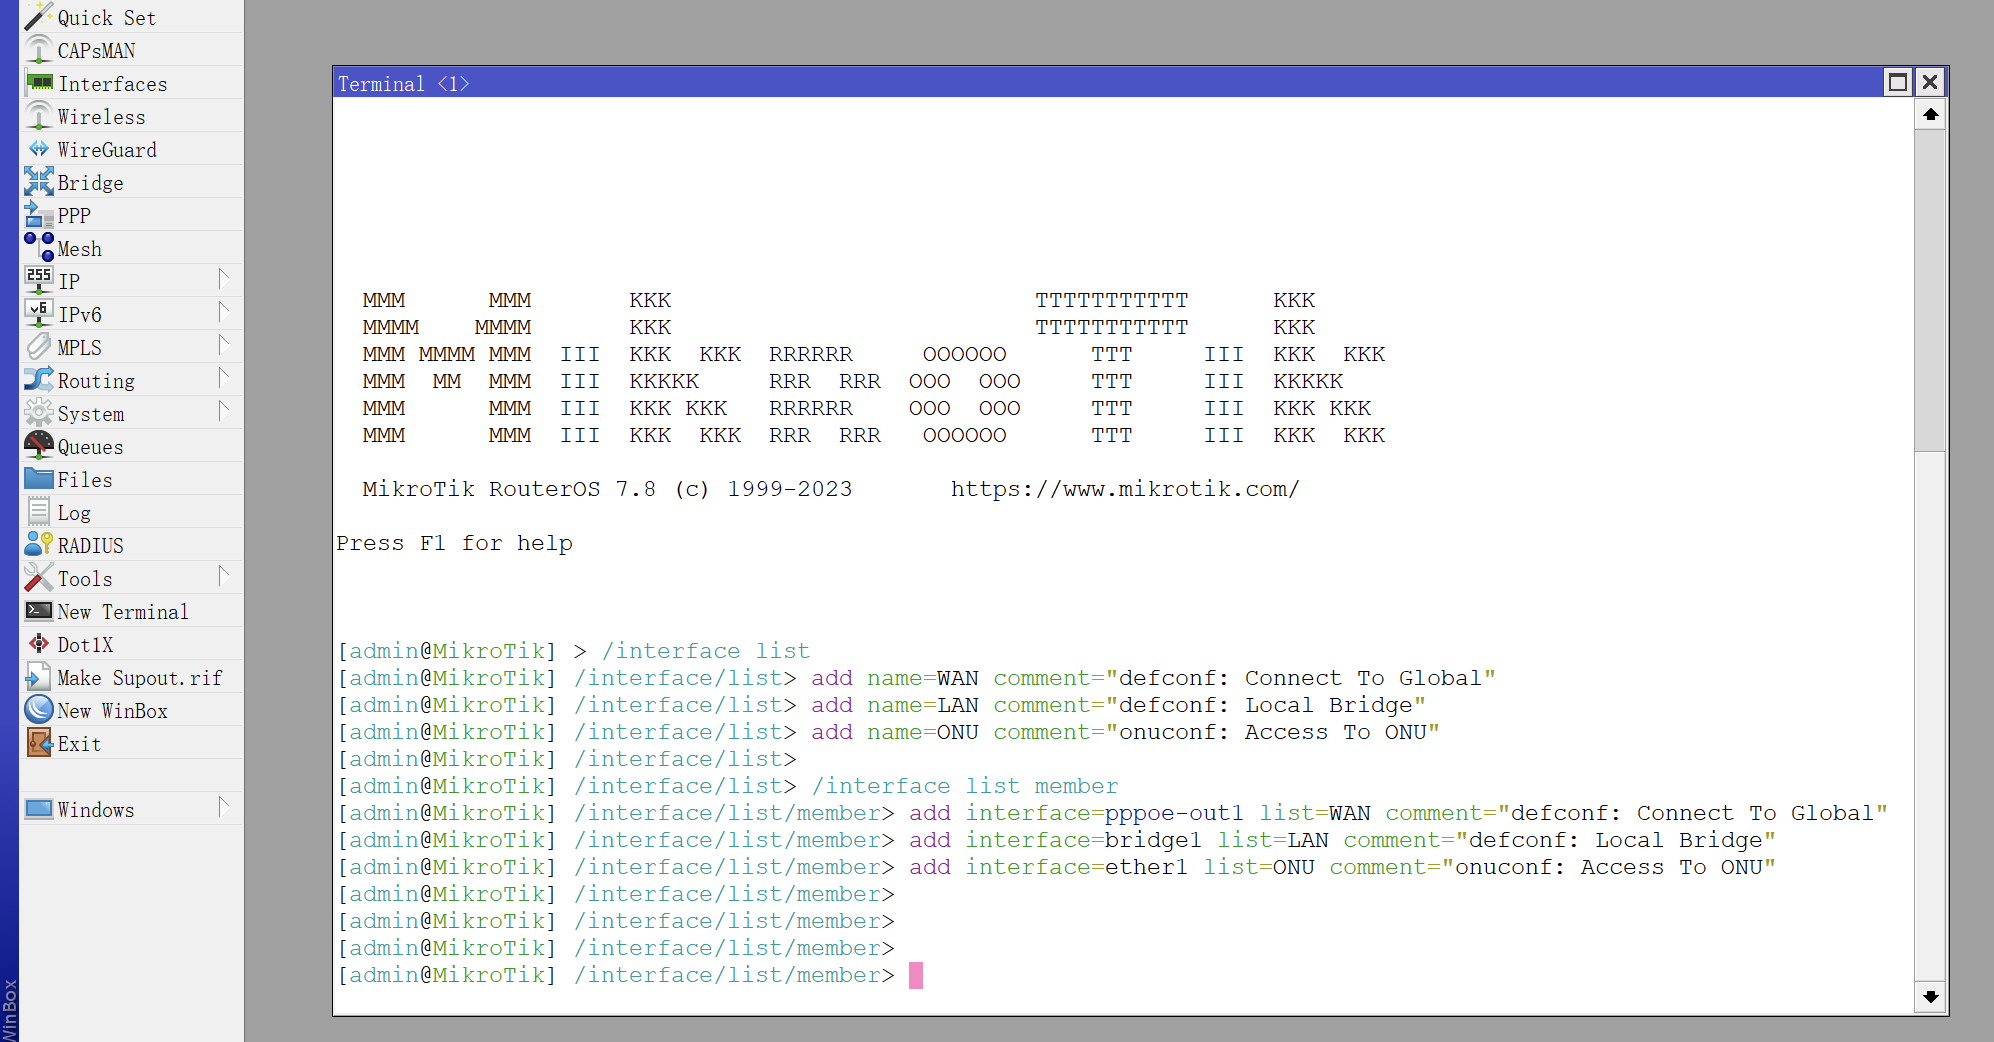 Quick Set
CAPsMAN
Interfaces
Wireless
WireGuard
Bridge
PPP
Mesh
255
IP
v6
IPv6
MPLS
Routing
System
Queues
Files
Log
RADIUS
Tools
New Terminal
Dot1X
Make Supout.rif
New WinBox
Exit
Windows
WinBox
Terminal <1>
  MMM      MMM       KKK                          TTTTTTTTTTT      KKK
  MMMM    MMMM       KKK                          TTTTTTTTTTT      KKK
  MMM MMMM MMM  III  KKK  KKK  RRRRRR     OOOOOO      TTT     III  KKK  KKK
  MMM  MM  MMM  III  KKKKK     RRR  RRR  OOO  OOO     TTT     III  KKKKK
  MMM      MMM  III  KKK KKK   RRRRRR    OOO  OOO     TTT     III  KKK KKK
  MMM      MMM  III  KKK  KKK  RRR  RRR   OOOOOO      TTT     III  KKK  KKK
  MikroTik RouterOS 7.8 (c) 1999-2023       https://www.mikrotik.com/
Press F1 for help
[admin@MikroTik] > /interface list
[admin@MikroTik] /interface/list> add name=WAN comment="defconf: Connect To Global"
[admin@MikroTik] /interface/list> add name=LAN comment="defconf: Local Bridge"
[admin@MikroTik] /interface/list> add name=ONU comment="onuconf: Access To ONU"
[admin@MikroTik] /interface/list>
[admin@MikroTik] /interface/list> /interface list member
[admin@MikroTik] /interface/list/member> add interface=pppoe-out1 list=WAN comment="defconf: Connect To Global"
[admin@MikroTik] /interface/list/member> add interface=bridge1 list=LAN comment="defconf: Local Bridge"
[admin@MikroTik] /interface/list/member> add interface=ether1 list=ONU comment="onuconf: Access To ONU"
[admin@MikroTik] /interface/list/member>
[admin@MikroTik] /interface/list/member>
[admin@MikroTik] /interface/list/member>
[admin@MikroTik] /interface/list/member>